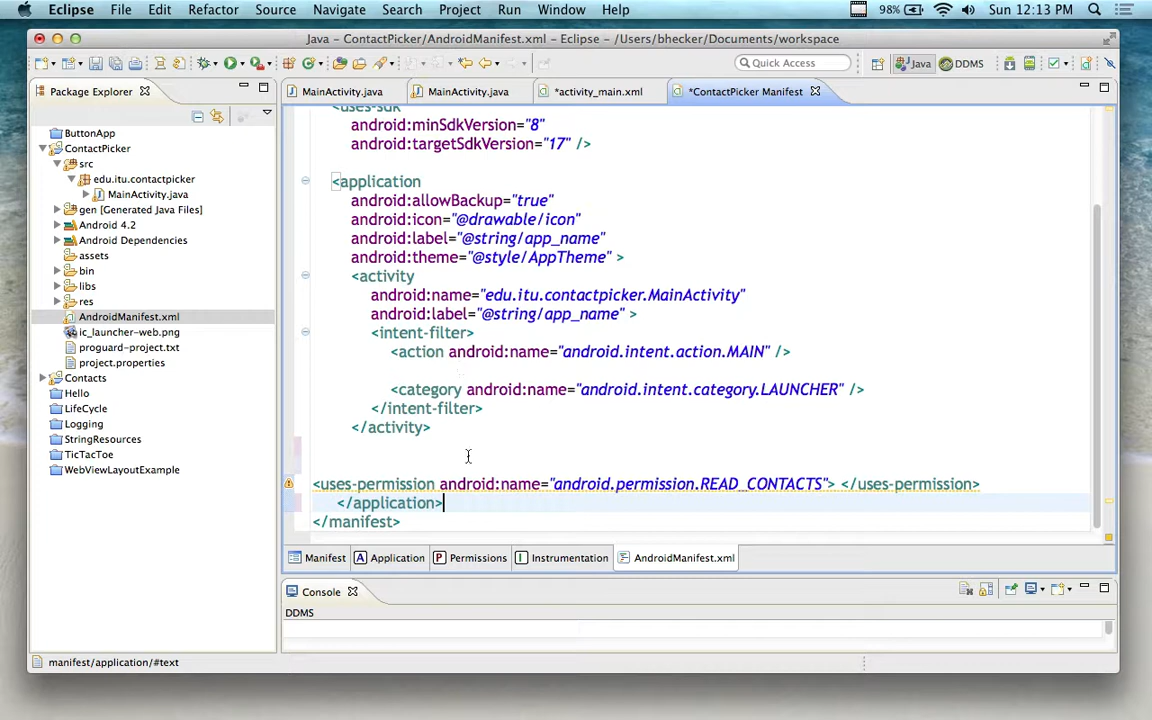 Eclipse File Edit Refactor Source Navigate Search Project Run Window Help 98% Sun 12:13 PM
Java – ContactPicker/AndroidManifest.xml – Eclipse – /Users/bhecker/Documents/workspace
Quick Access Java DDMS
Package Explorer
MainActivity.java MainActivity.java *activity_main.xml *ContactPicker Manifest
ButtonApp
ContactPicker
src
edu.itu.contactpicker
MainActivity.java
gen [Generated Java Files]
Android 4.2
Android Dependencies
assets
bin
libs
res
AndroidManifest.xml
ic_launcher-web.png
proguard-project.txt
project.properties
Contacts
Hello
LifeCycle
Logging
StringResources
TicTacToe
WebViewLayoutExample
<uses-sdk
android:minSdkVersion="8"
android:targetSdkVersion="17" />
<application
android:allowBackup="true"
android:icon="@drawable/icon"
android:label="@string/app_name"
android:theme="@style/AppTheme" >
<activity
android:name="edu.itu.contactpicker.MainActivity"
android:label="@string/app_name" >
<intent-filter>
<action android:name="android.intent.action.MAIN" />
<category android:name="android.intent.category.LAUNCHER" />
</intent-filter>
</activity>
<uses-permission android:name="android.permission.READ_CONTACTS"> </uses-permission>
</application>
</manifest>
Manifest A Application P Permissions I Instrumentation AndroidManifest.xml
Console
DDMS
manifest/application/#text